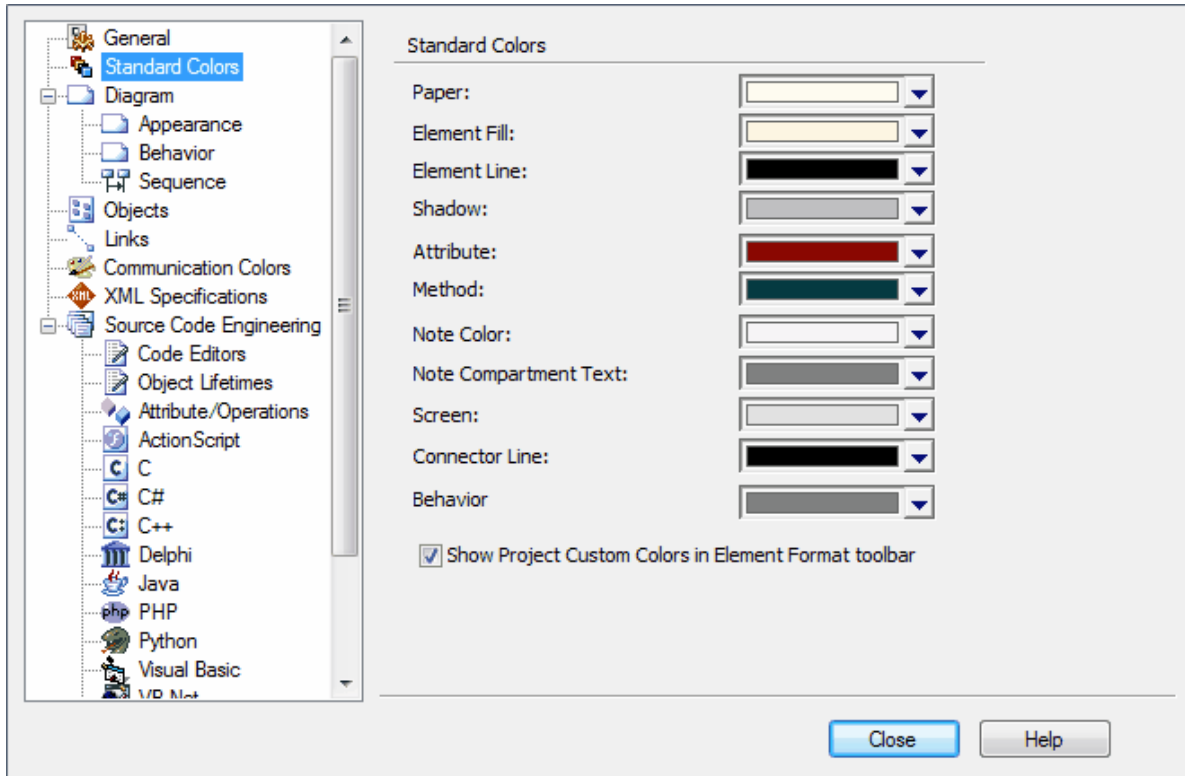 General
Standard Colors
Diagram
Appearance
Behavior
Sequence
Objects
Links
Communication Colors
XML Specifications
Source Code Engineering
Code Editors
Object Lifetimes
Attribute/Operations
ActionScript
C
C#
C++
Delphi
Java
PHP
Python
Visual Basic
VB.Net
Standard Colors
Paper:
Element Fill:
Element Line:
Shadow:
Attribute:
Method:
Note Color:
Note Compartment Text:
Screen:
Connector Line:
Behavior
Show Project Custom Colors in Element Format toolbar
Close
Help